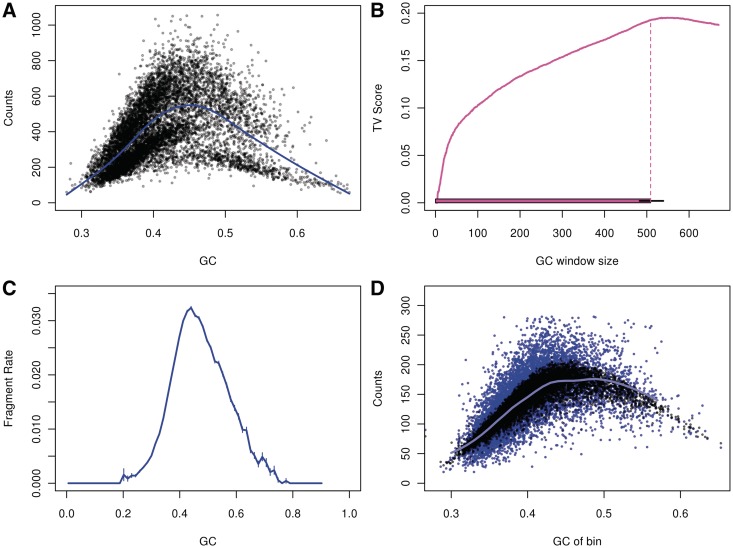 A
Counts
0 200 400 600 800 1000
0.3 0.4 0.5 0.6
GC
B
TV Score
0.00 0.05 0.10 0.15 0.20
0 100 200 300 400 500 600
GC window size
C
Fragment Rate
0.000 0.010 0.020 0.030
0.0 0.2 0.4 0.6 0.8 1.0
GC
D
Counts
0 50 100 150 200 300
0.3 0.4 0.5 0.6
GC of bin